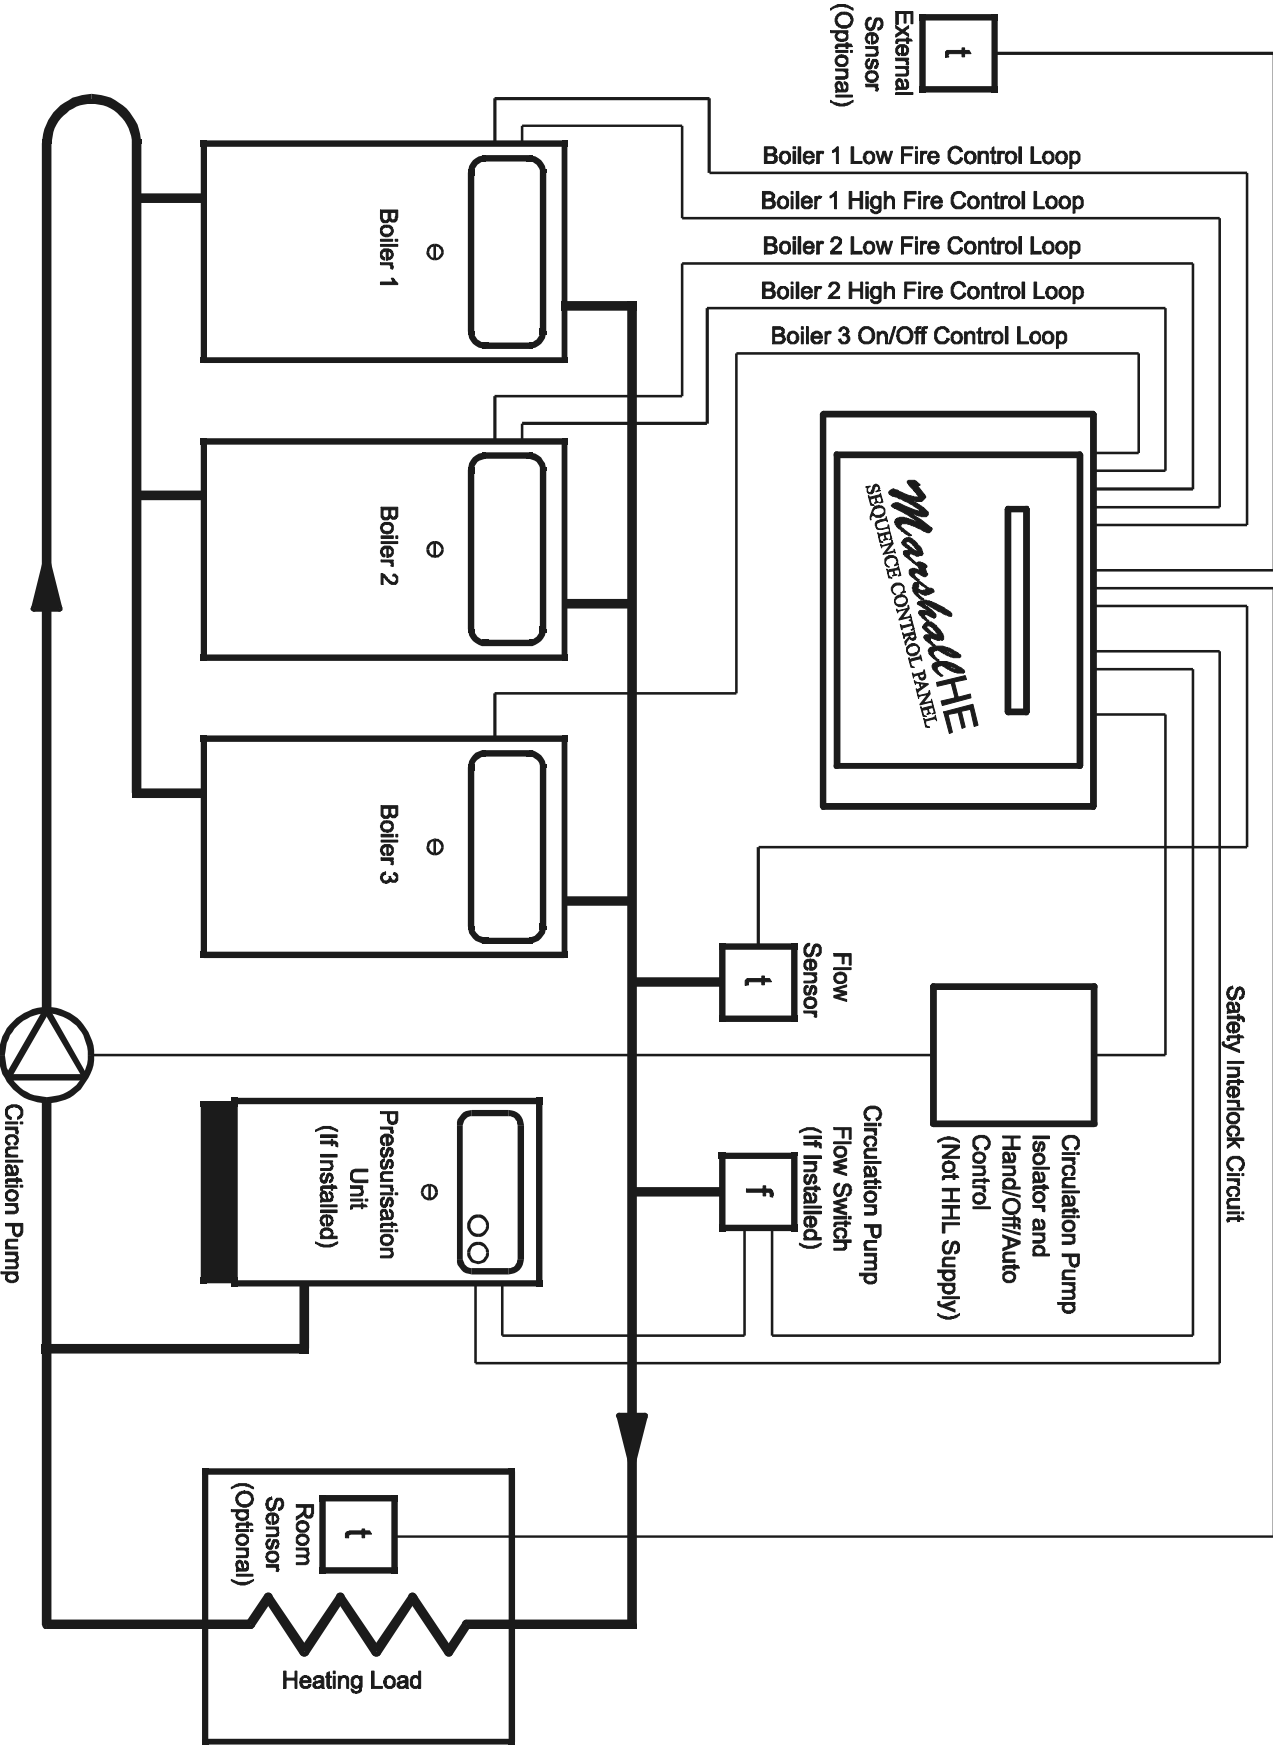 External
Sensor
(Optional)
t
Boiler 1 Low Fire Control Loop
Boiler 1 High Fire Control Loop
Boiler 2 Low Fire Control Loop
Boiler 2 High Fire Control Loop
Boiler 3 On/Off Control Loop
Boiler 1
Boiler 2
Boiler 3
Marshall HE
SEQUENCE CONTROL PANEL
Flow
Sensor
t
Safety Interlock Circuit
Circulation Pump
Isolator and
Hand/Off/Auto
Control
(Not HHL Supply)
Circulation Pump
Flow Switch
(If Installed)
f
Pressurisation
Unit
(If Installed)
Circulation Pump
t
Room
Sensor
(Optional)
Heating Load